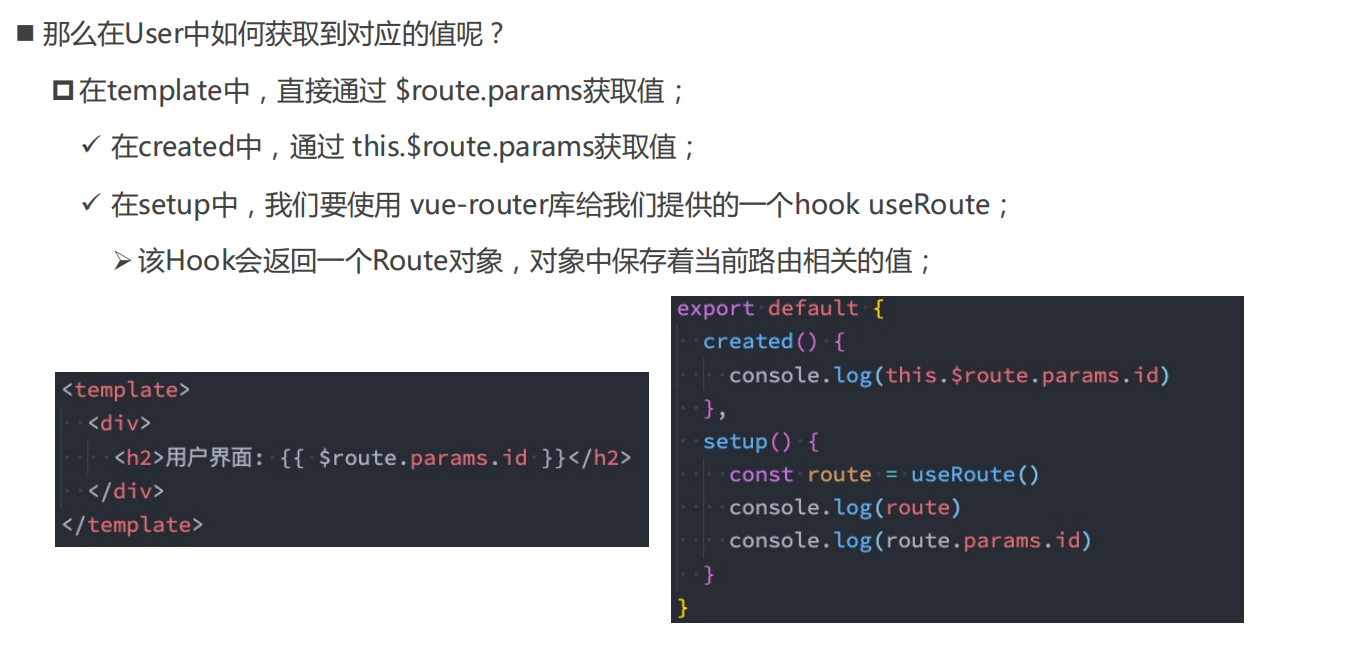 那么在User中如何获取到对应的值呢？
在template中，直接通过 $route.params获取值；
✓ 在created中，通过 this.$route.params获取值；
✓ 在setup中，我们要使用 vue-router库给我们提供的一个hook useRoute；
➢ 该Hook会返回一个Route对象，对象中保存着当前路由相关的值；
<template>
<div>
<h2>用户界面: {{ $route.params.id }}</h2>
</div>
</template>
export default {
created() {
console.log(this.$route.params.id)
},
setup() {
const route = useRoute()
console.log(route)
console.log(route.params.id)
}
}